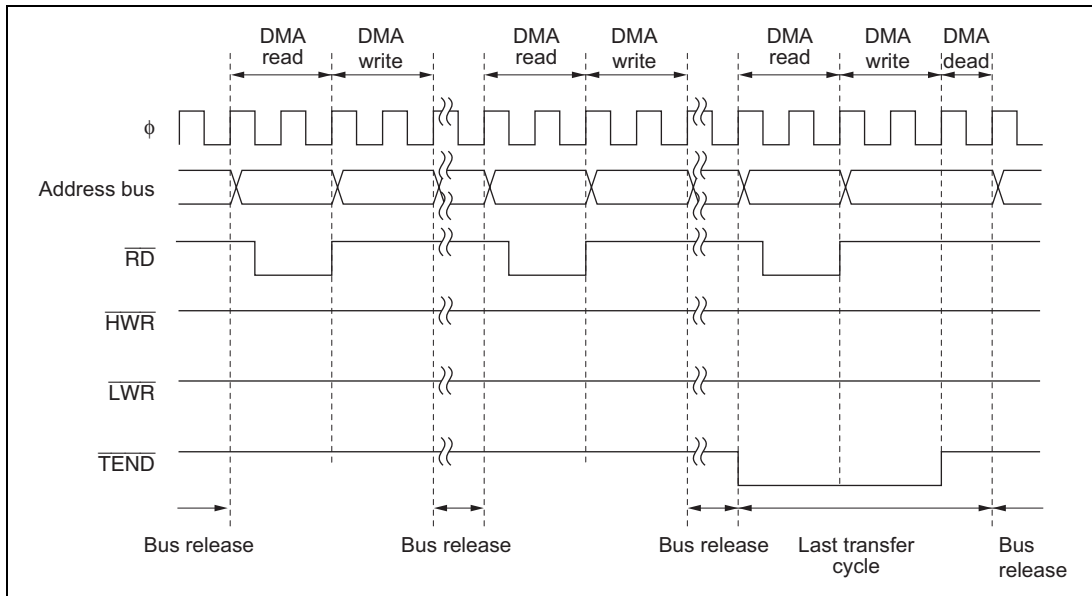 DMA read
DMA write
DMA read
DMA write
DMA read
DMA write
DMA dead
ϕ
Address bus
RD
HWR
LWR
TEND
Bus release
Bus release
Bus release
Last transfer cycle
Bus release